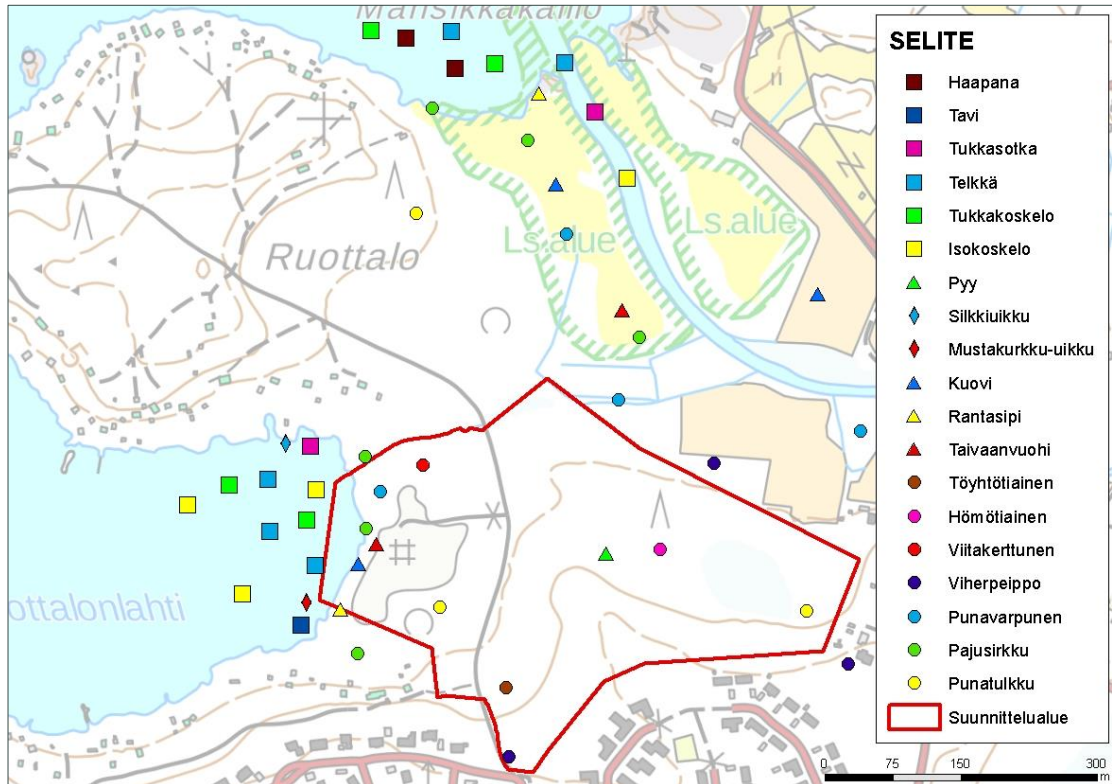 Mansikkakallio
Ruottalo
Ls.alue
Ls.alue
ottalonlahti
SELITE
Haapana
Tavi
Tukkasotka
Telkkä
Tukkakoskelo
Isokoskelo
Pyy
Silkkiuikku
Mustakurkku-uikku
Kuovi
Rantasipi
Taivaanvuohi
Töyhtötiainen
Hömötiainen
Viitakerttunen
Viherpeippo
Punavarpunen
Pajusirkku
Punatulkku
Suunnittelualue
0 75 150 300
m